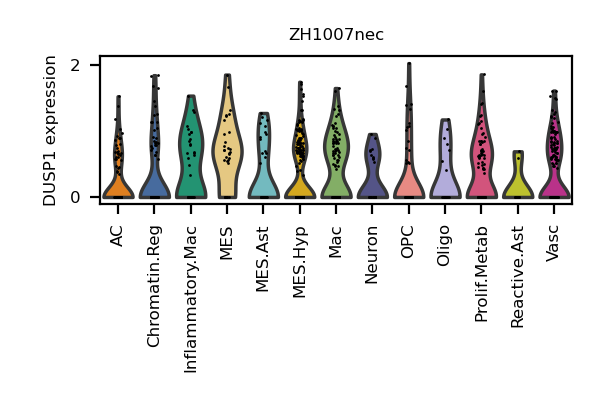 ZH1007nec
DUSP1 expression
2
0
AC
Chromatin.Reg
Inflammatory.Mac
MES
MES.Ast
MES.Hyp
Mac
Neuron
OPC
Oligo
Prolif.Metab
Reactive.Ast
Vasc